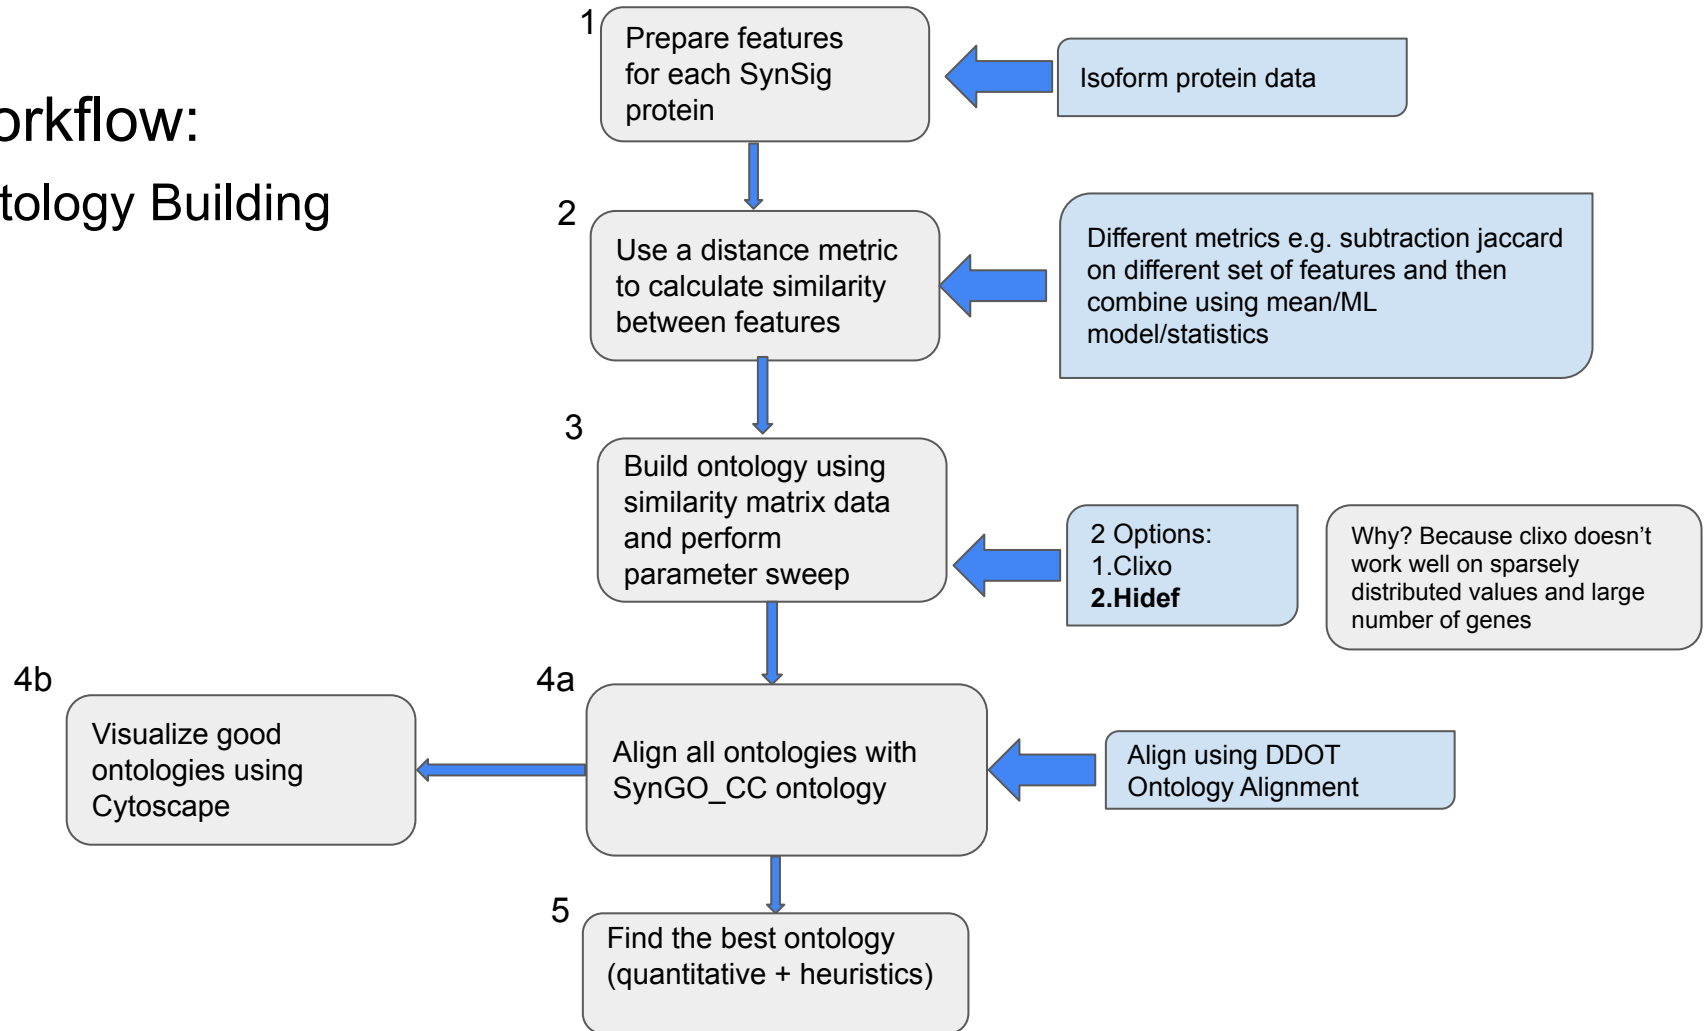 orkflow:
tology Building
1
Prepare features
for each SynSig
protein
Isoform protein data
2
Use a distance metric
to calculate similarity
between features
Different metrics e.g. subtraction jaccard
on different set of features and then
combine using mean/ML
model/statistics
3
Build ontology using
similarity matrix data
and perform
parameter sweep
2 Options:
1.Clixo
2.Hidef
Why? Because clixo doesn’t
work well on sparsely
distributed values and large
number of genes
4b
Visualize good
ontologies using
Cytoscape
4a
Align all ontologies with
SynGO_CC ontology
Align using DDOT
Ontology Alignment
5
Find the best ontology
(quantitative + heuristics)